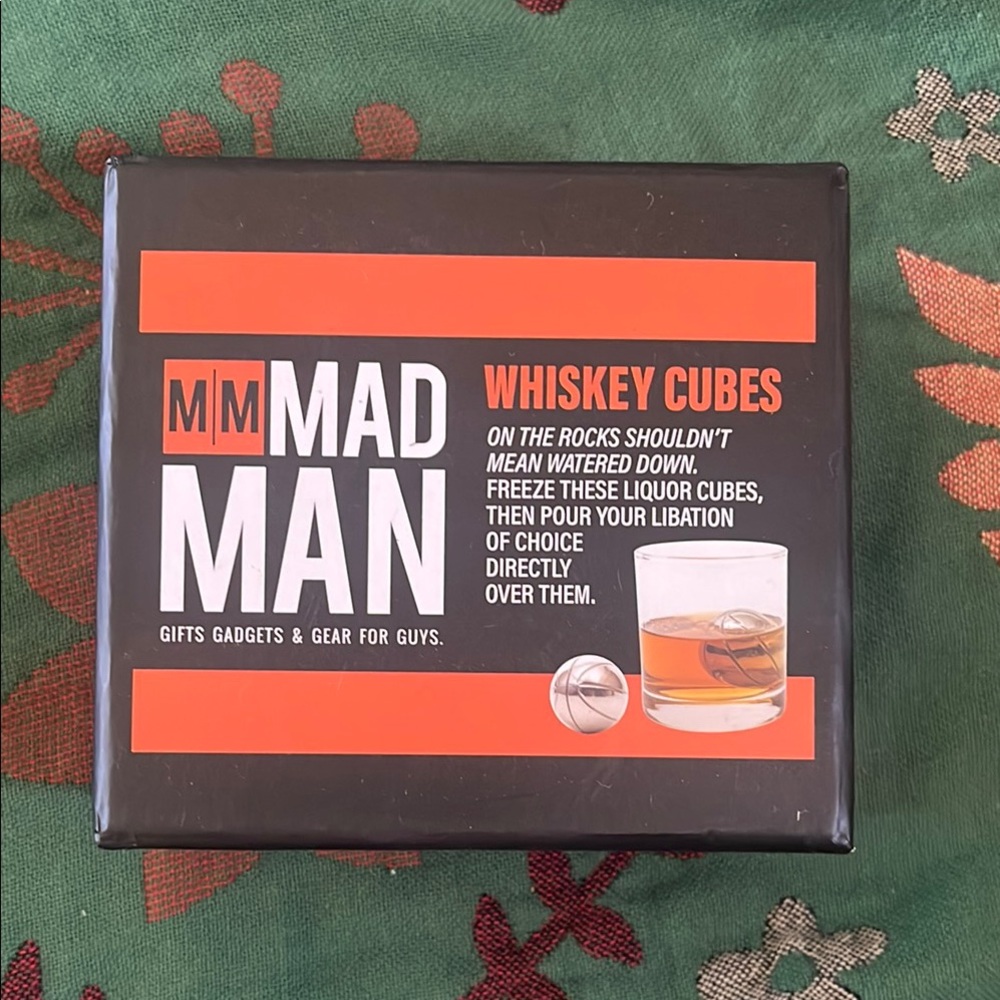 M|M MAD
MAN
GIFTS GADGETS & GEAR FOR GUYS.
WHISKEY CUBES
ON THE ROCKS SHOULDN'T
MEAN WATERED DOWN.
FREEZE THESE LIQUOR CUBES,
THEN POUR YOUR LIBATION
OF CHOICE
DIRECTLY
OVER THEM.